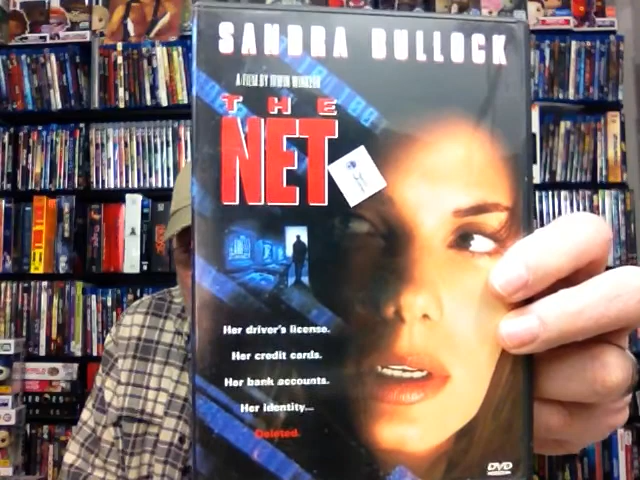 SANDRA BULLOCK
A FILM BY IRWIN WINKLER
THE
NET
Her driver's license.
Her credit cards.
Her bank accounts.
Her identity...
Deleted.
DVD